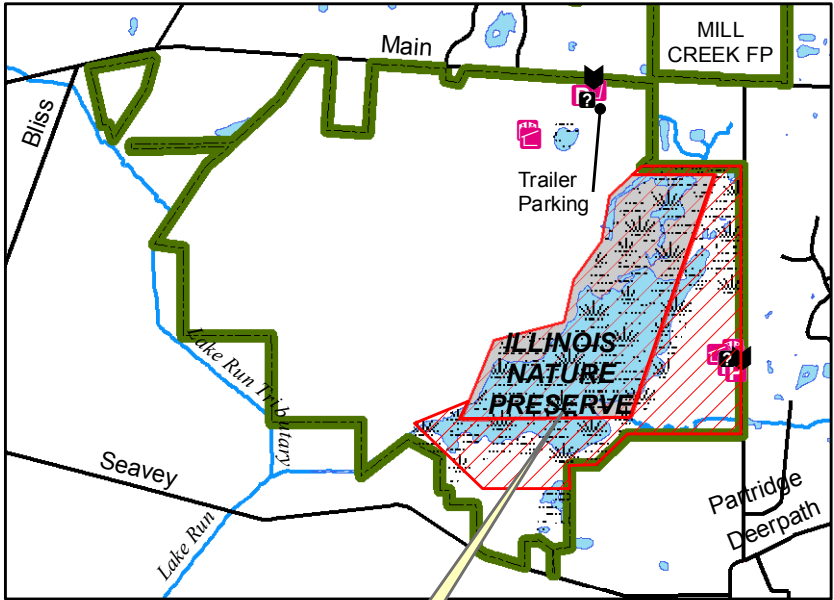 Main
MILL
CREEK FP
Bliss
?
Trailer
Parking
ILLINOIS
NATURE
PRESERVE
?
Lake Run Tributary
Seavey
Lake Run
Partridge
Deerpath